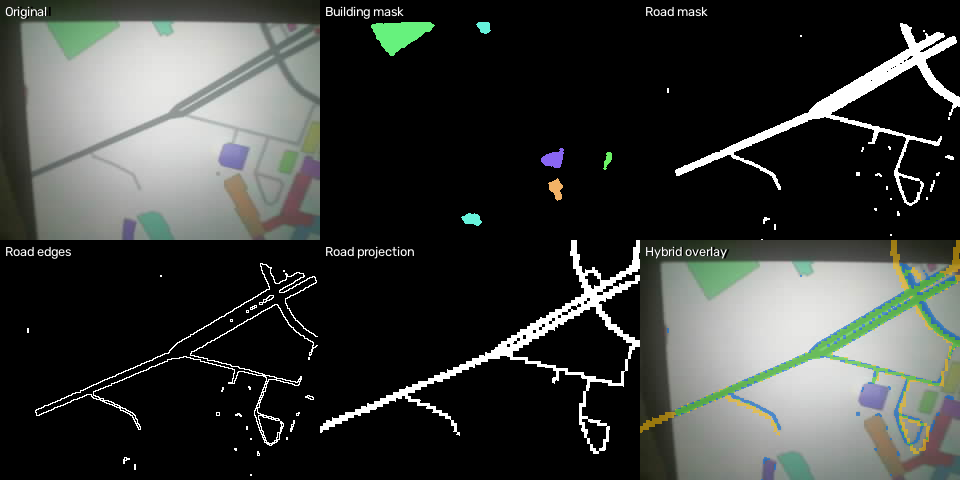 Original
Building mask
Road mask
Road edges
Road projection
Hybrid overlay